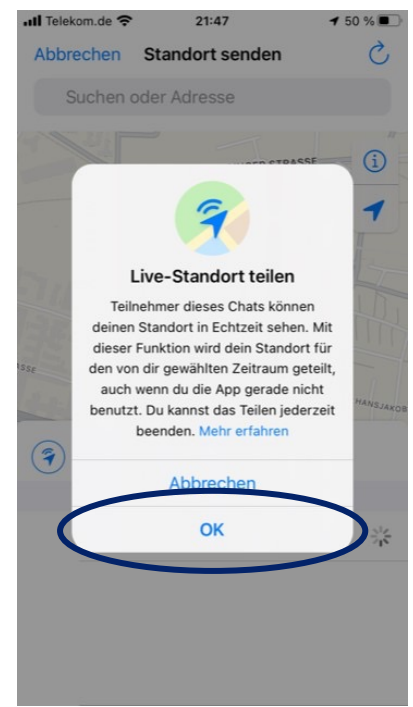 Telekom.de 21:47 50 %
Abbrechen Standort senden
Suchen oder Adresse
STRASSE
Live-Standort teilen
Teilnehmer dieses Chats können
deinen Standort in Echtzeit sehen. Mit
dieser Funktion wird dein Standort für
den von dir gewählten Zeitraum geteilt,
auch wenn du die App gerade nicht
benutzt. Du kannst das Teilen jederzeit
beenden. Mehr erfahren
HANSJAKOB
Abbrechen
OK